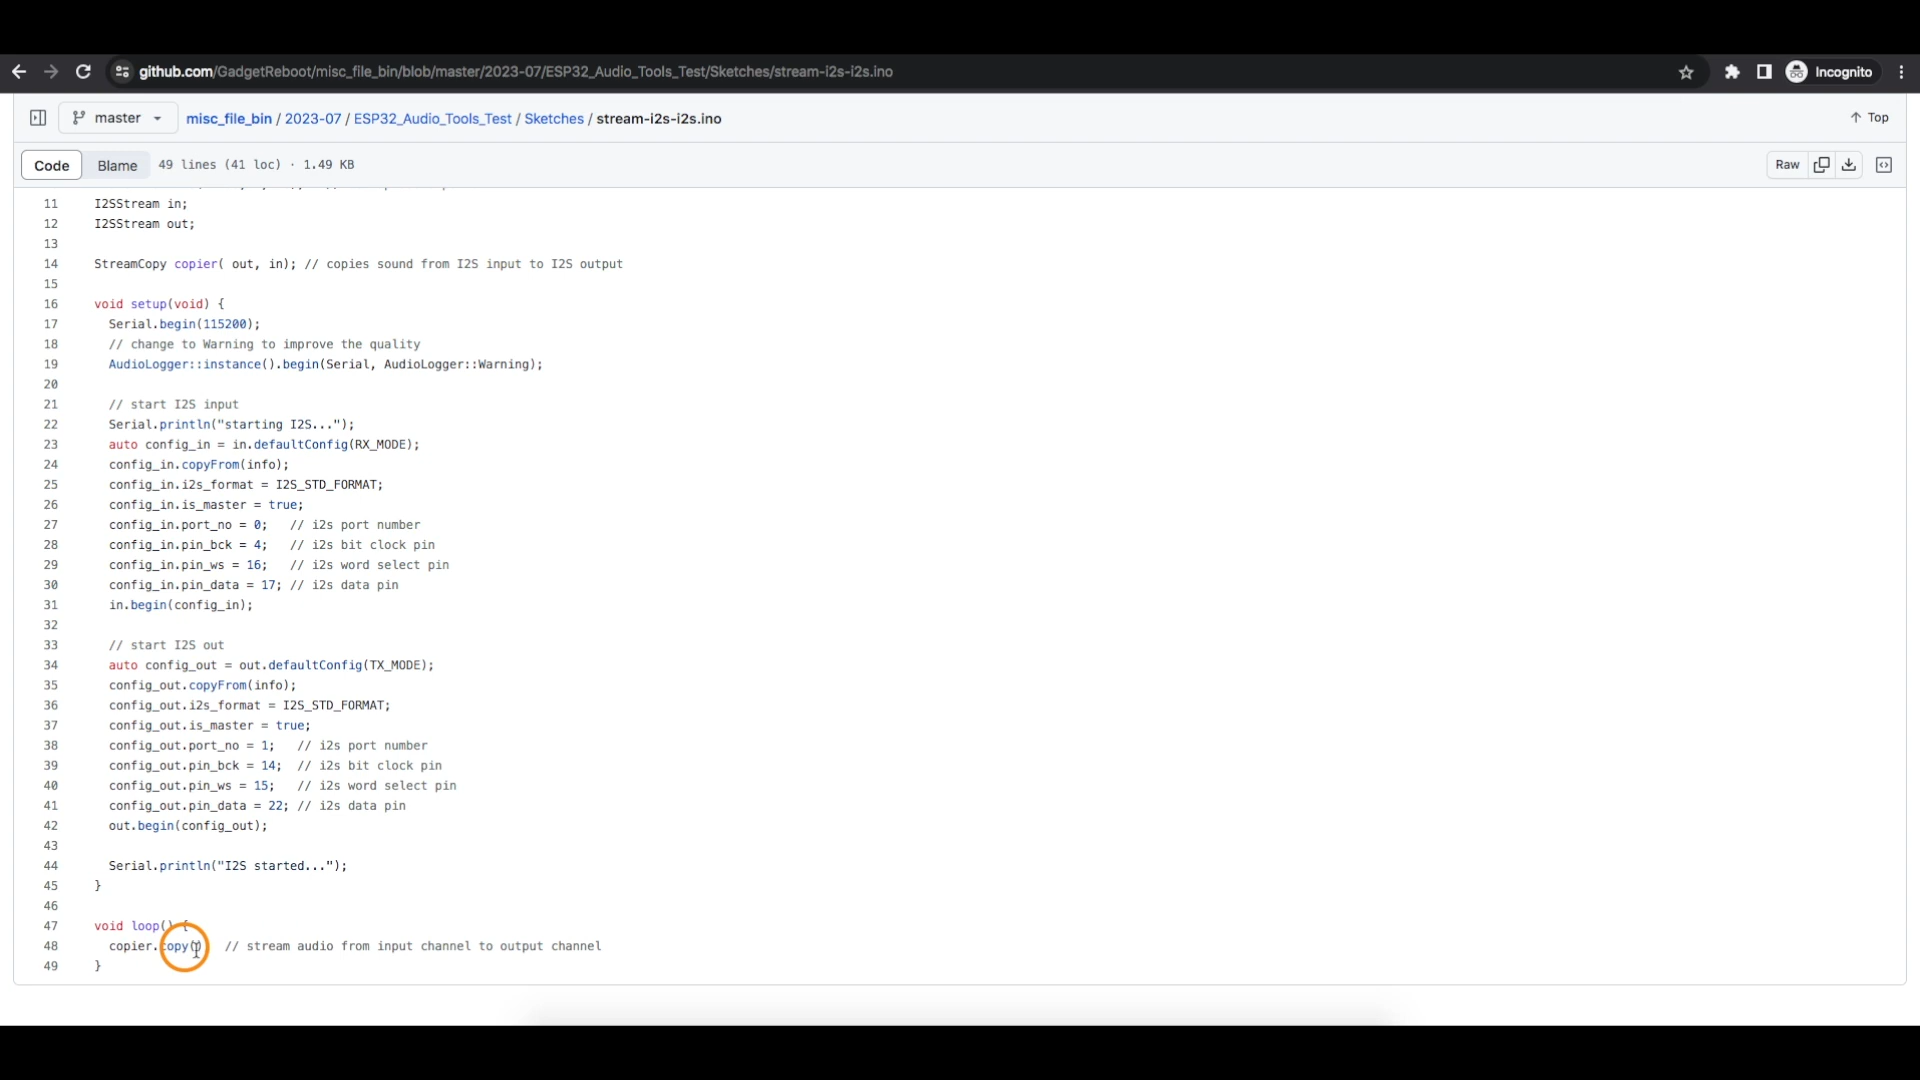 github.com/GadgetReboot/misc_file_bin/blob/master/2023-07/ESP32_Audio_Tools_Test/Sketches/stream-i2s-i2s.ino
Incognito
master
misc_file_bin / 2023-07 / ESP32_Audio_Tools_Test / Sketches / stream-i2s-i2s.ino
↑ Top
Code
Blame
49 lines (41 loc) · 1.49 KB
Raw
11 I2SStream in;
12 I2SStream out;
13
14 StreamCopy copier( out, in); // copies sound from I2S input to I2S output
15
16 void setup(void) {
17 Serial.begin(115200);
18 // change to Warning to improve the quality
19 AudioLogger::instance().begin(Serial, AudioLogger::Warning);
20
21 // start I2S input
22 Serial.println("starting I2S...");
23 auto config_in = in.defaultConfig(RX_MODE);
24 config_in.copyFrom(info);
25 config_in.i2s_format = I2S_STD_FORMAT;
26 config_in.is_master = true;
27 config_in.port_no = 0; // i2s port number
28 config_in.pin_bck = 4; // i2s bit clock pin
29 config_in.pin_ws = 16; // i2s word select pin
30 config_in.pin_data = 17; // i2s data pin
31 in.begin(config_in);
32
33 // start I2S out
34 auto config_out = out.defaultConfig(TX_MODE);
35 config_out.copyFrom(info);
36 config_out.i2s_format = I2S_STD_FORMAT;
37 config_out.is_master = true;
38 config_out.port_no = 1; // i2s port number
39 config_out.pin_bck = 14; // i2s bit clock pin
40 config_out.pin_ws = 15; // i2s word select pin
41 config_out.pin_data = 22; // i2s data pin
42 out.begin(config_out);
43
44 Serial.println("I2S started...");
45 }
46
47 void loop() {
48 copier.copy() // stream audio from input channel to output channel
49 }